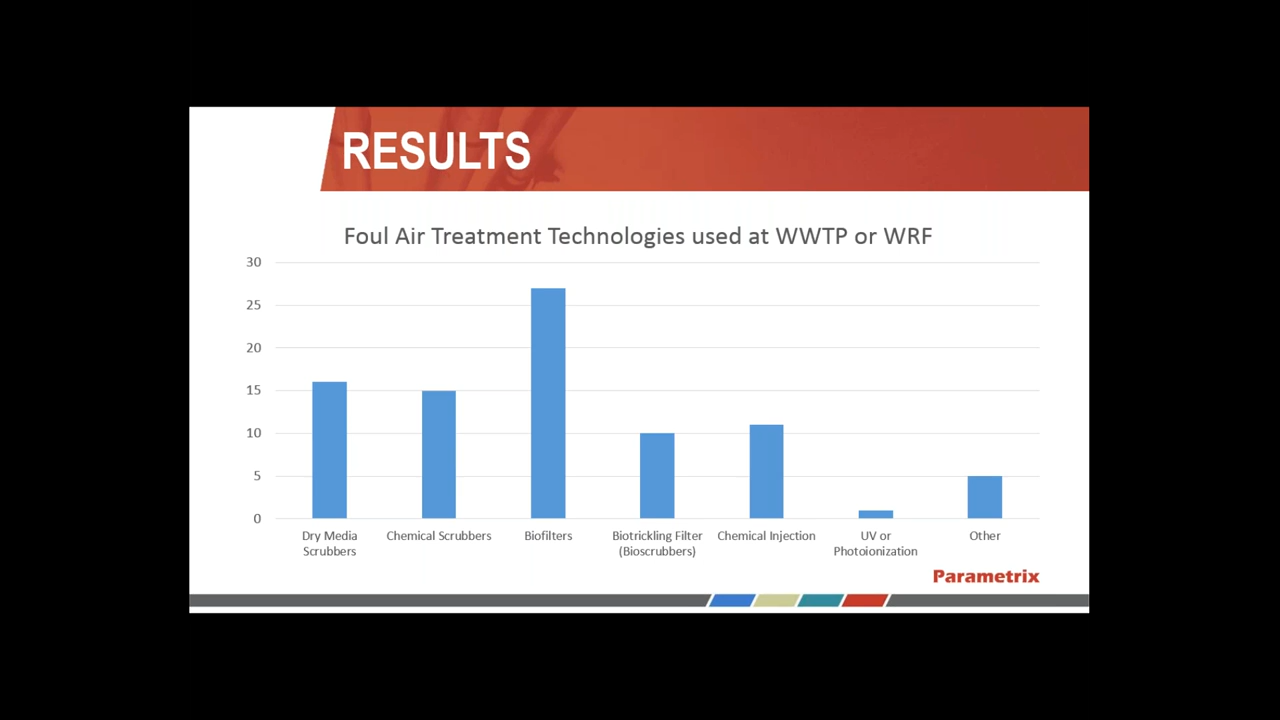 RESULTS
Foul Air Treatment Technologies used at WWTP or WRF
30
25
20
15
10
5
0
Dry Media
Scrubbers
Chemical Scrubbers
Biofilters
Biotrickling Filter
(Bioscrubbers)
Chemical Injection
UV or
Photoionization
Other
Parametrix